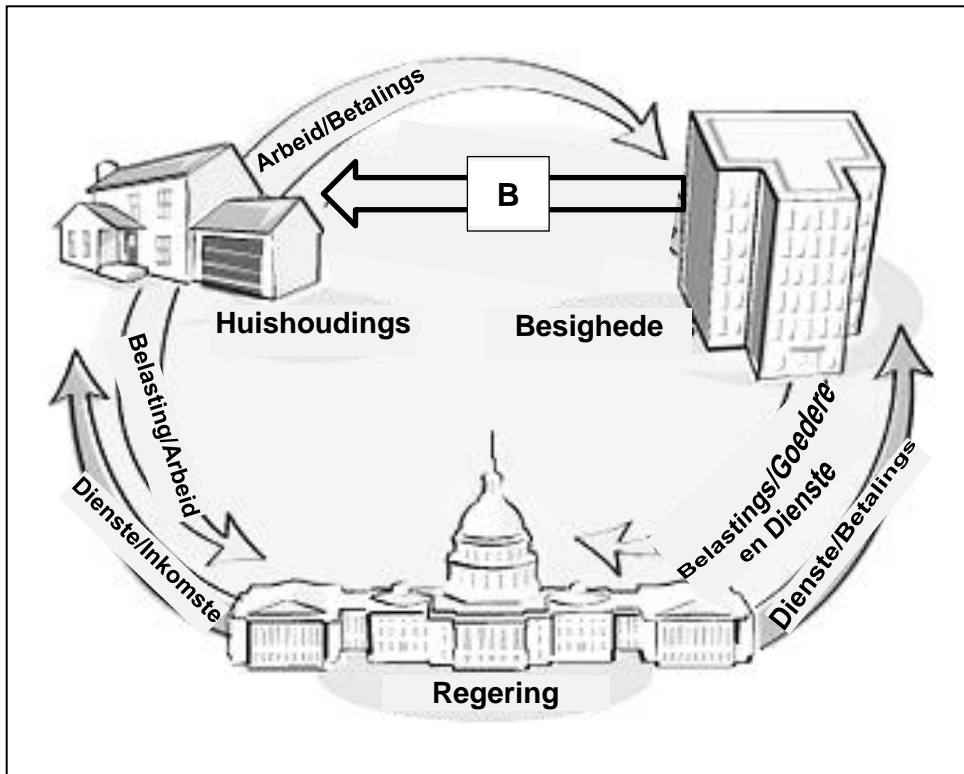 Arbeid/Betalings
B
Huishoudings
Besighede
Belasting/Arbeid
Dienste/Inkomste
Belastings/Goedere
en Dienste
Dienste/Betalings
Regering